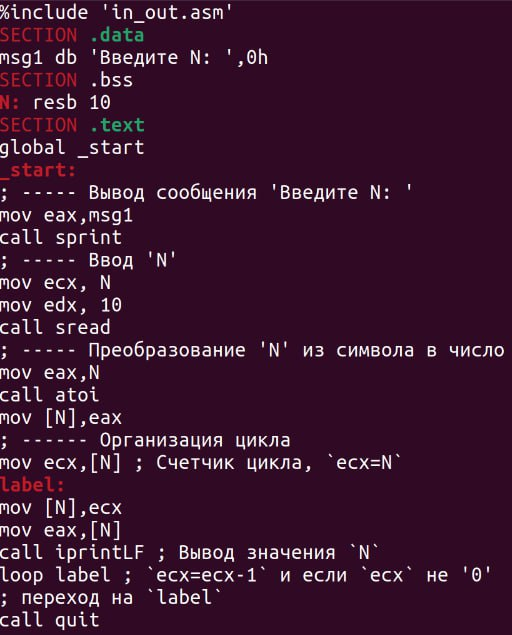 %include 'in_out.asm'
SECTION .data
msg1 db 'Введите N: ',0h
SECTION .bss
N: resb 10
SECTION .text
global _start
_start:
; ----- Вывод сообщения 'Введите N: '
mov eax,msg1
call sprint
; ----- Ввод 'N'
mov ecx, N
mov edx, 10
call sread
; ----- Преобразование 'N' из символа в число
mov eax,N
call atoi
mov [N],eax
; ------ Организация цикла
mov ecx,[N] ; Счетчик цикла, `ecx=N`
label:
mov [N],ecx
mov eax,[N]
call iprintLF ; Вывод значения `N`
loop label ; `ecx=ecx-1` и если `ecx` не '0'
; переход на `label`
call quit